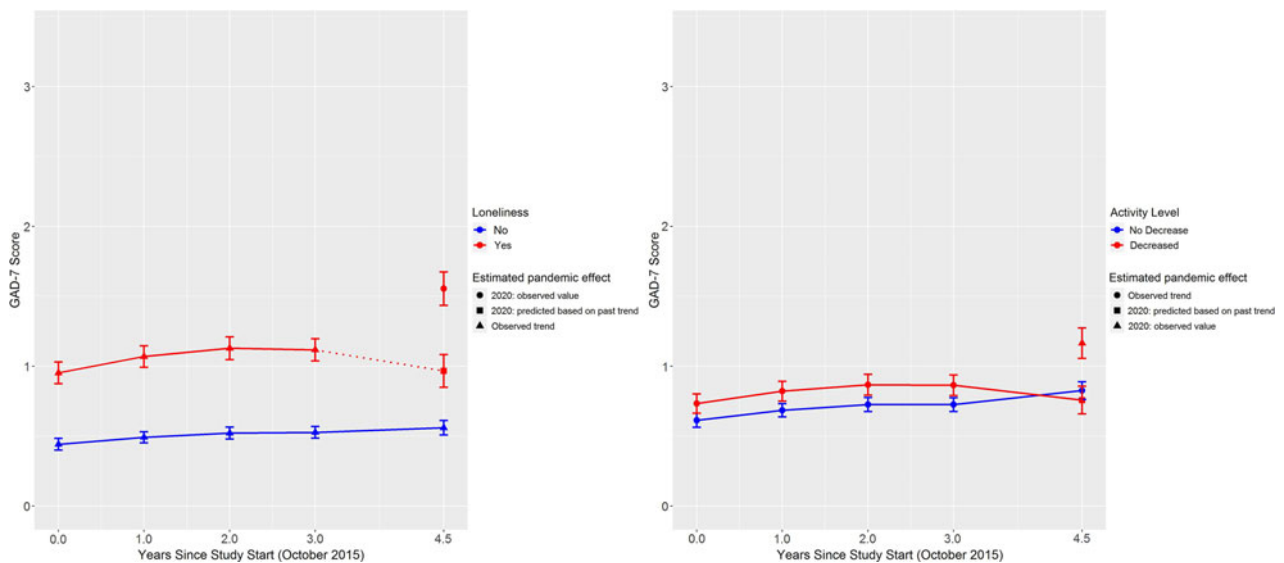 GAD-7 Score
3
2
1
0
0.0 1.0 2.0 3.0 4.5
Years Since Study Start (October 2015)
Loneliness
No
Yes
Estimated pandemic effect
2020: observed value
2020: predicted based on past trend
Observed trend
GAD-7 Score
3
2
1
0
0.0 1.0 2.0 3.0 4.5
Years Since Study Start (October 2015)
Activity Level
No Decrease
Decreased
Estimated pandemic effect
Observed trend
2020: predicted based on past trend
2020: observed value